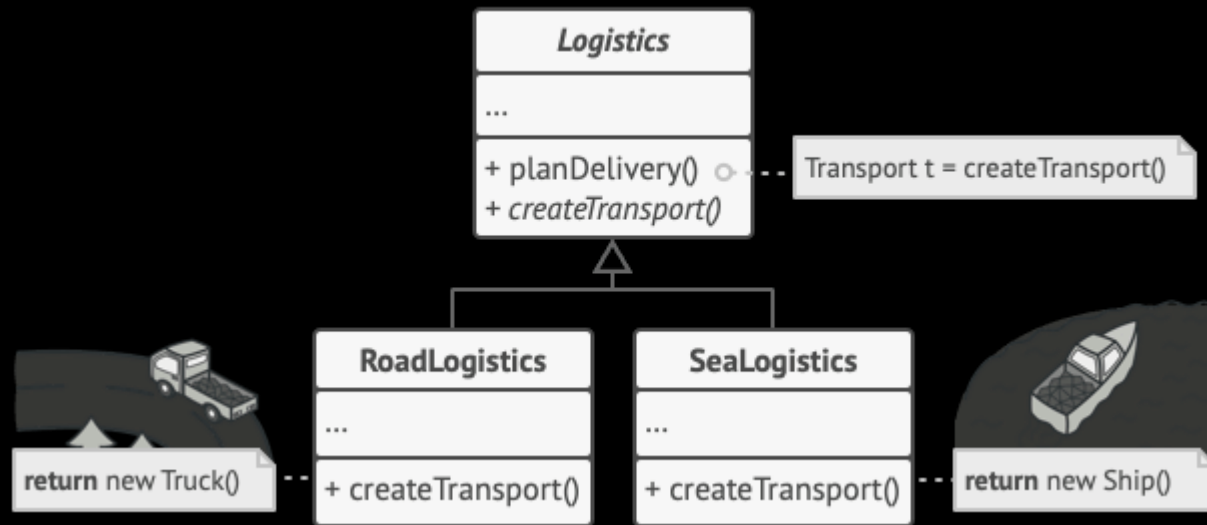 Logistics
...
+ planDelivery()
+ createTransport()
Transport t = createTransport()
RoadLogistics
...
+ createTransport()
SeaLogistics
...
+ createTransport()
return new Truck()
return new Ship()